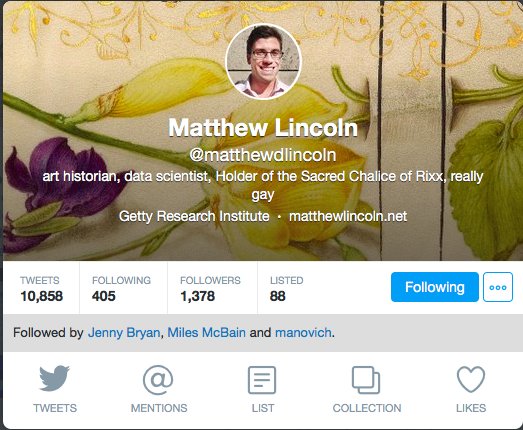 Matthew Lincoln
@matthewdlincoln
art historian, data scientist, Holder of the Sacred Chalice of Rixx, really
gay
Getty Research Institute · matthewlincoln.net
TWEETS FOLLOWING FOLLOWERS LISTED
10,858 405 1,378 88
Following
Followed by Jenny Bryan, Miles McBain and manovich.
TWEETS MENTIONS LIST COLLECTION LIKES